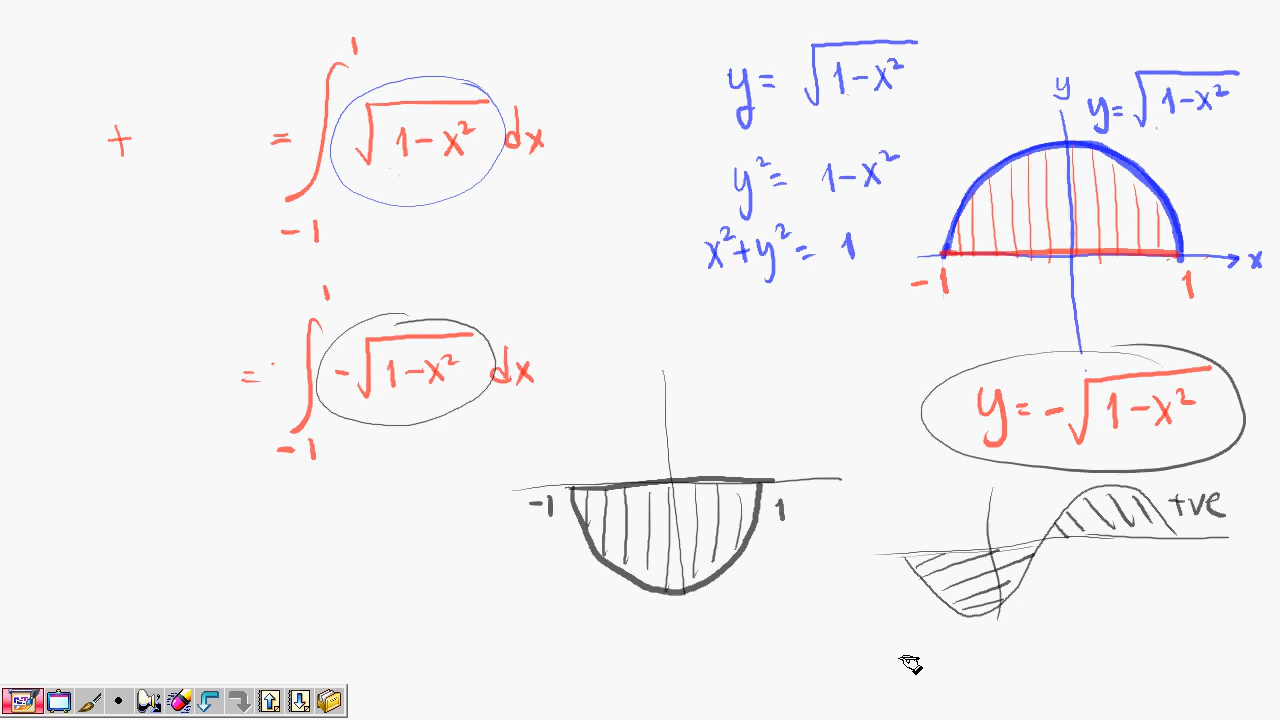 + = ∫₋₁¹ √(1-x²) dx
= ∫₋₁¹ -√(1-x²) dx
y = √(1-x²)
y² = 1-x²
x²+y² = 1
y
y = √(1-x²)
x
-1 1
y = -√(1-x²)
-1 1
+ve